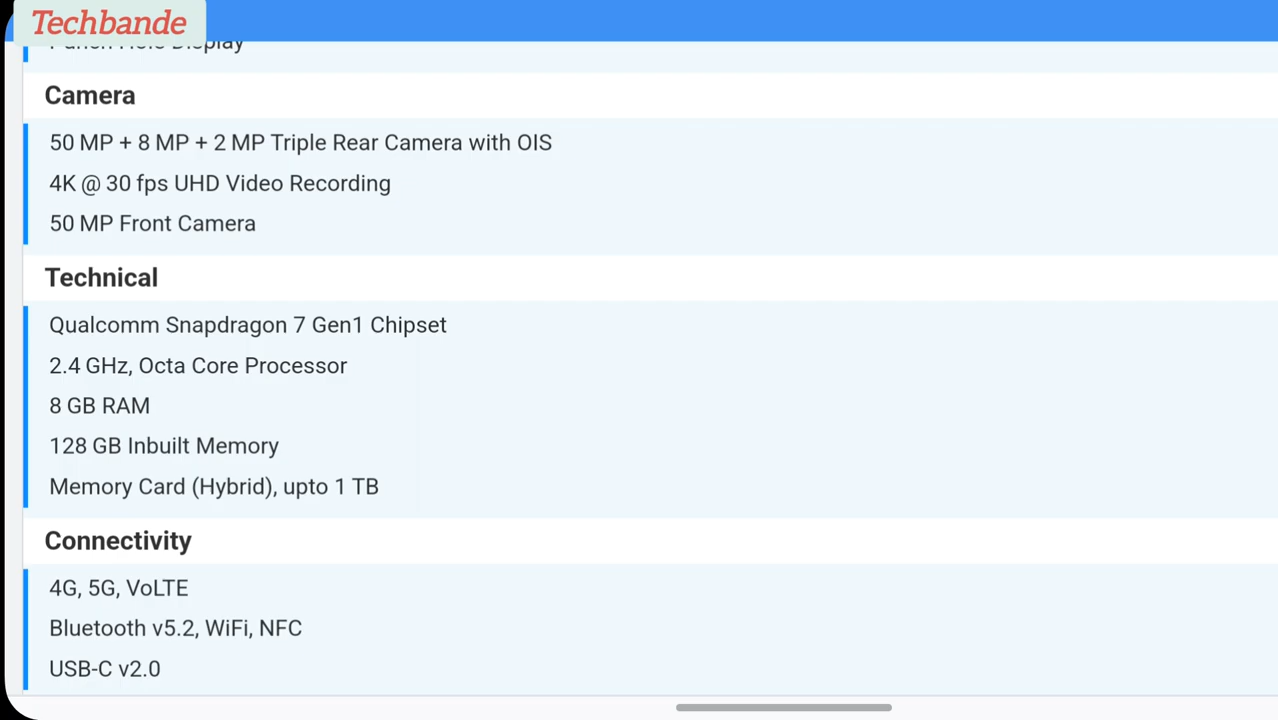 Techbande
Punch Hole Display
Camera
50 MP + 8 MP + 2 MP Triple Rear Camera with OIS
4K @ 30 fps UHD Video Recording
50 MP Front Camera
Technical
Qualcomm Snapdragon 7 Gen1 Chipset
2.4 GHz, Octa Core Processor
8 GB RAM
128 GB Inbuilt Memory
Memory Card (Hybrid), upto 1 TB
Connectivity
4G, 5G, VoLTE
Bluetooth v5.2, WiFi, NFC
USB-C v2.0